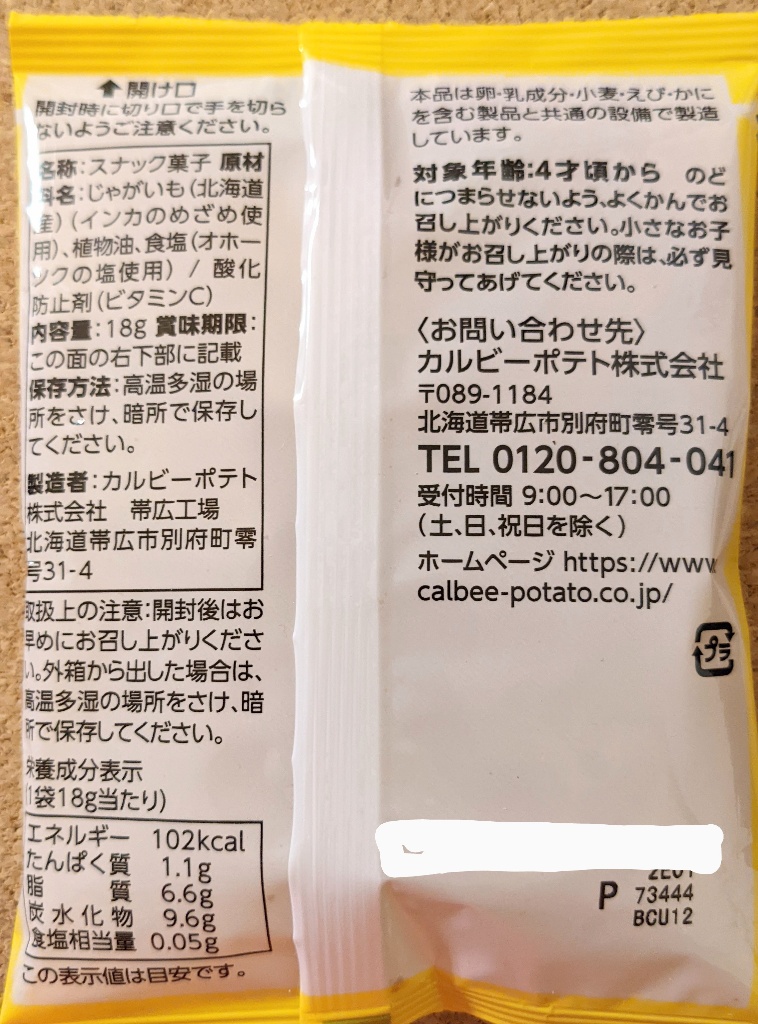 ⬆開け口
開封時に切り口で手を切ら
ないようご注意ください。
名称:スナック菓子 原材
料名:じゃがいも(北海道
産)(インカのめざめ使
用)、植物油、食塩(オホー
ツクの塩使用) / 酸化
防止剤(ビタミンC)
内容量:18g 賞味期限:
この面の右下部に記載
保存方法:高温多湿の場
所をさけ、暗所で保存し
てください。
製造者:カルビーポテト
株式会社 帯広工場
北海道帯広市別府町零
号31-4
取扱上の注意:開封後はお
早めにお召し上がりくださ
い。外箱から出した場合は、
高温多湿の場所をさけ、暗
所で保存してください。
栄養成分表示
(1袋18g当たり)
エネルギー 102kcal
たんぱく質 1.1g
脂質 6.6g
炭水化物 9.6g
食塩相当量 0.05g
この表示値は目安です。
本品は卵・乳成分・小麦・えび・かに
を含む製品と共通の設備で製造
しています。
対象年齢:4才頃から のど
につまらせないよう、よくかんでお
召し上がりください。小さなお子
様がお召し上がりの際は、必ず見
守ってあげてください。
〈お問い合わせ先〉
カルビーポテト株式会社
〒089-1184
北海道帯広市別府町零号31-4
TEL 0120-804-041
受付時間 9:00～17:00
(土、日、祝日を除く)
ホームページ https://www
calbee-potato.co.jp/
プラ
P 73444
BCU12